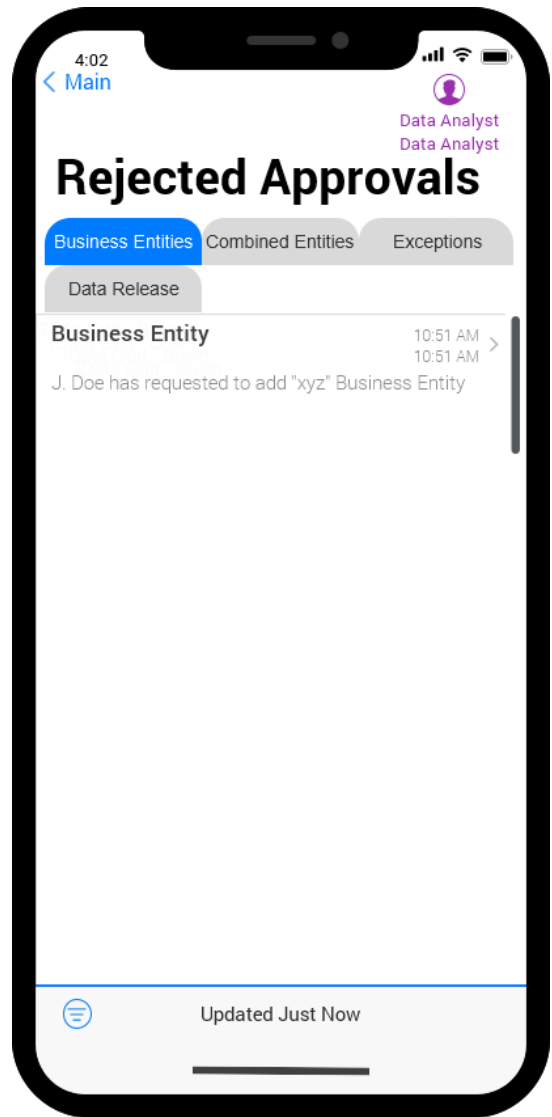 4:02
Main
Data Analyst
Data Analyst
Rejected Approvals
Business Entities Combined Entities Exceptions
Data Release
Business Entity 10:51 AM
10:51 AM
J. Doe has requested to add "xyz" Business Entity
Updated Just Now